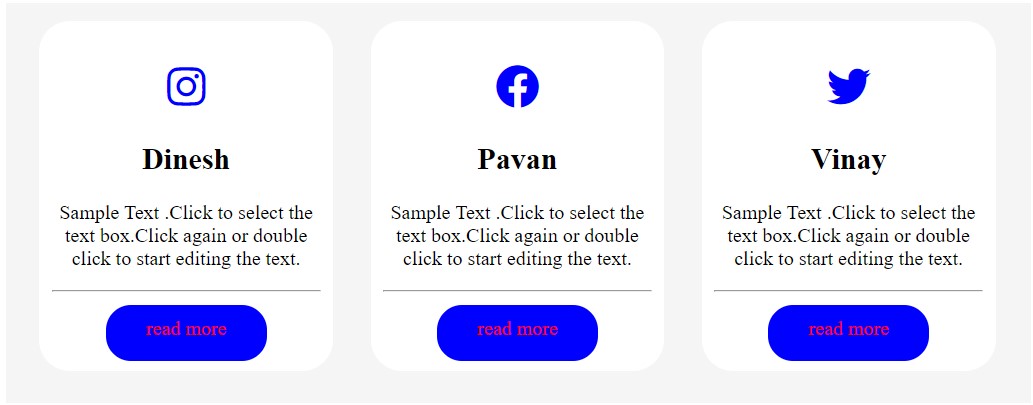 Dinesh
Sample Text .Click to select the
text box.Click again or double
click to start editing the text.
read more
Pavan
Sample Text .Click to select the
text box.Click again or double
click to start editing the text.
read more
Vinay
Sample Text .Click to select the
text box.Click again or double
click to start editing the text.
read more